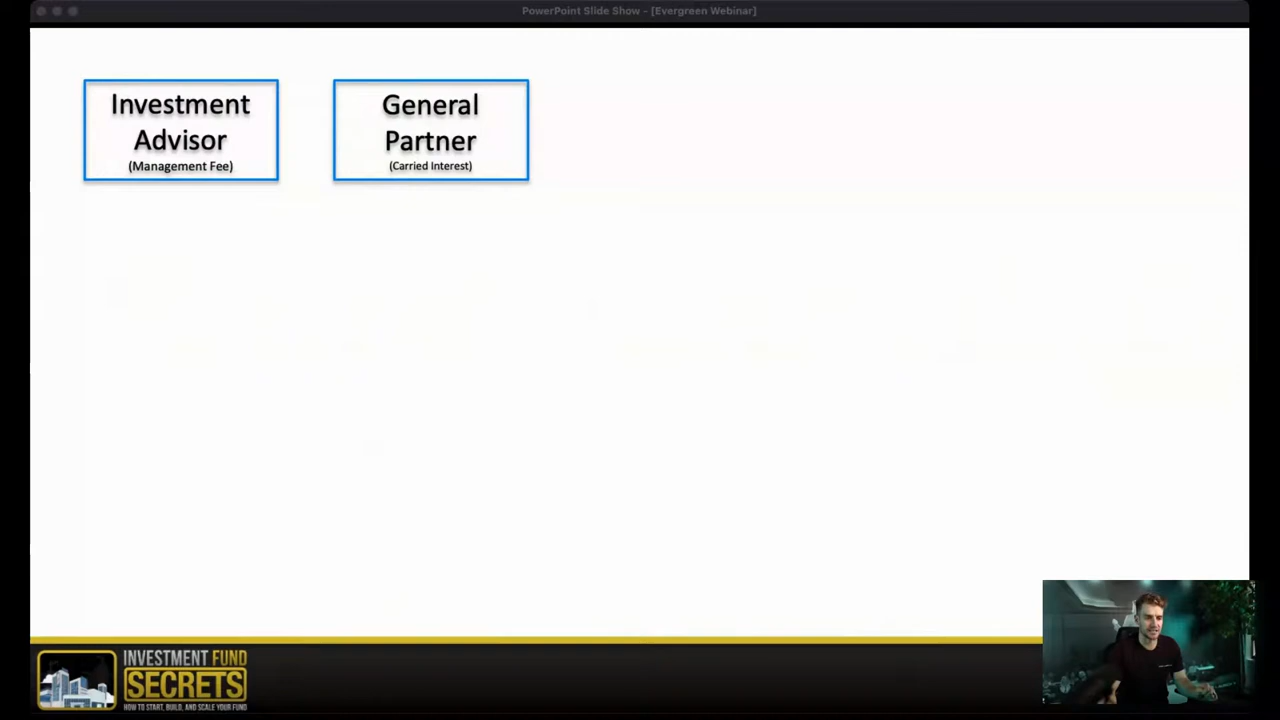 PowerPoint Slide Show - [Evergreen Webinar]
Investment
Advisor
(Management Fee)
General
Partner
(Carried Interest)
INVESTMENT FUND
SECRETS
HOW TO START, BUILD, AND SCALE YOUR FUND